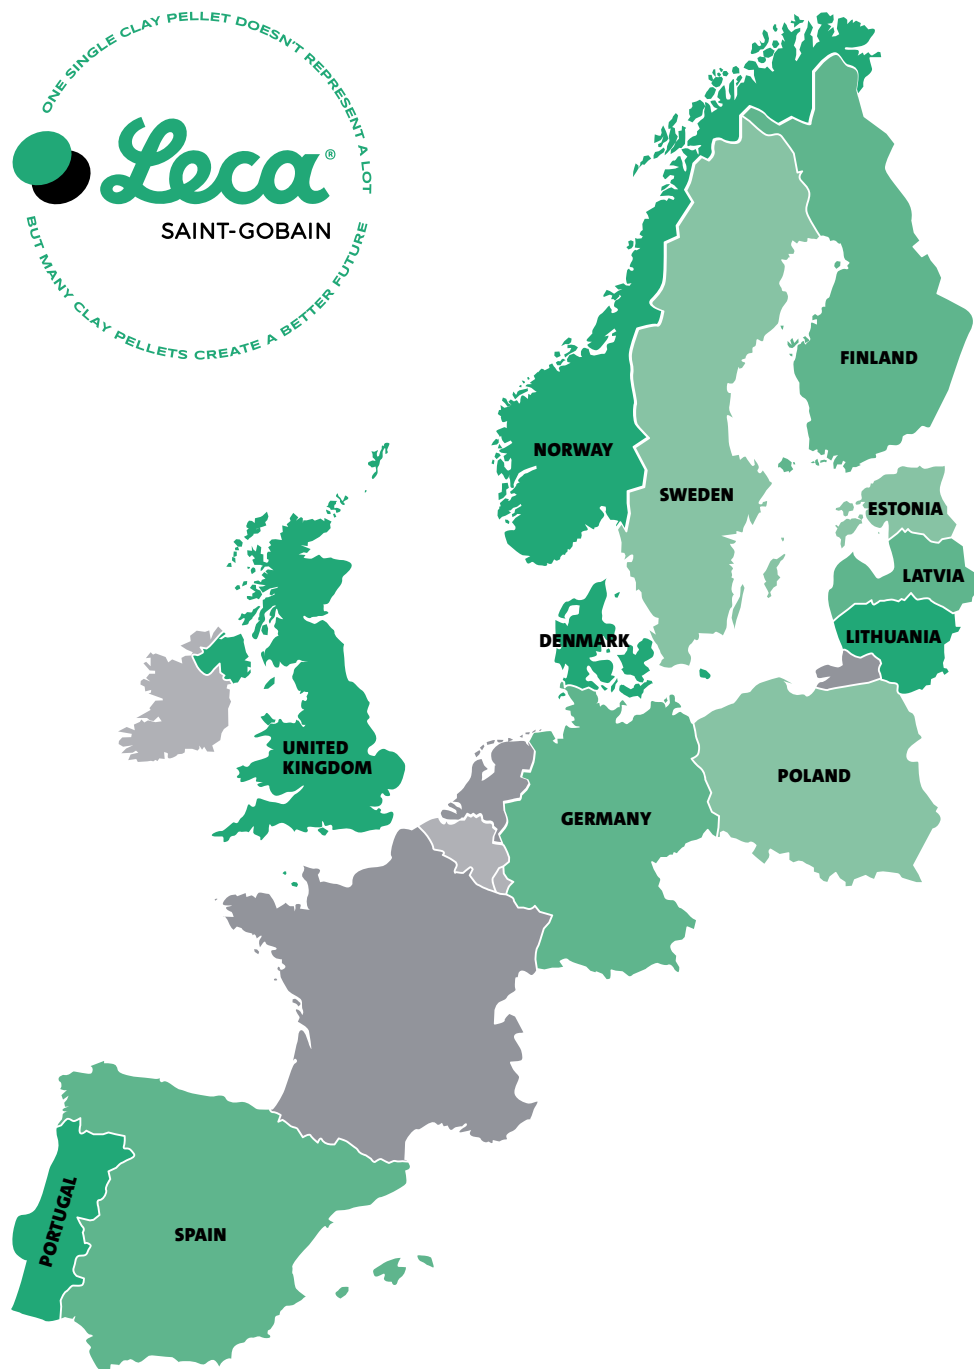 ONE SINGLE CLAY PELLET DOESN'T REPRESENT A LOT
Leca®
SAINT-GOBAIN
BUT MANY CLAY PELLETS CREATE A BETTER FUTURE
FINLAND
NORWAY
SWEDEN
ESTONIA
LATVIA
LITHUANIA
DENMARK
UNITED
KINGDOM
POLAND
GERMANY
PORTUGAL
SPAIN